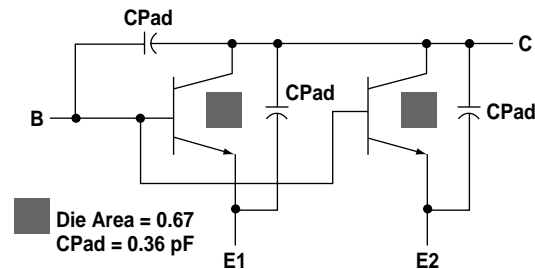 CPad
C
CPad
CPad
B
Die Area = 0.67
CPad = 0.36 pF
E1
E2